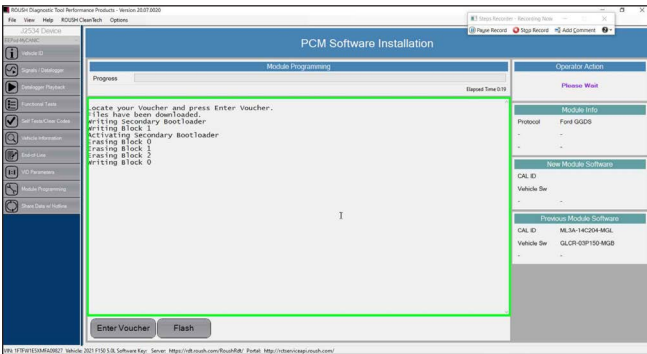 ROUSH Diagnostic Tool Performance Products - Version 20.07.0020
File View Help ROUSH CleanTech Options
Steps Recorder - Recording Now
Pause Record Stop Record Add Comment
J2534 Device
PCM Software Installation
Vehicle ID
Signals / Datalogger
Datalogger Playback
Functional Tests
Self Tests/Clear Codes
Vehicle Information
End-of-Line
VID Parameters
Module Programming
Share Data w/ Hotline
Module Programming
Progress
Elapsed Time 0:19
Locate your Voucher and press Enter Voucher.
Files have been downloaded.
Writing Secondary Bootloader
Writing Block 1
Activating Secondary Bootloader
Erasing Block 0
Erasing Block 1
Erasing Block 2
Writing Block 0
Enter Voucher Flash
Operator Action
Please Wait
Module Info
Protocol Ford GGDS
- -
- -
New Module Software
CAL ID
Vehicle Sw
- -
Previous Module Software
CAL ID ML3A-14C204-MGL
Vehicle Sw GLCR-03P150-MGB
- -
Vehicle: 2021 F150 5.0L Software Key: Server: https://rdt.roush.com/RoushRdt/ Portal: http://rctserviceapi.roush.com/